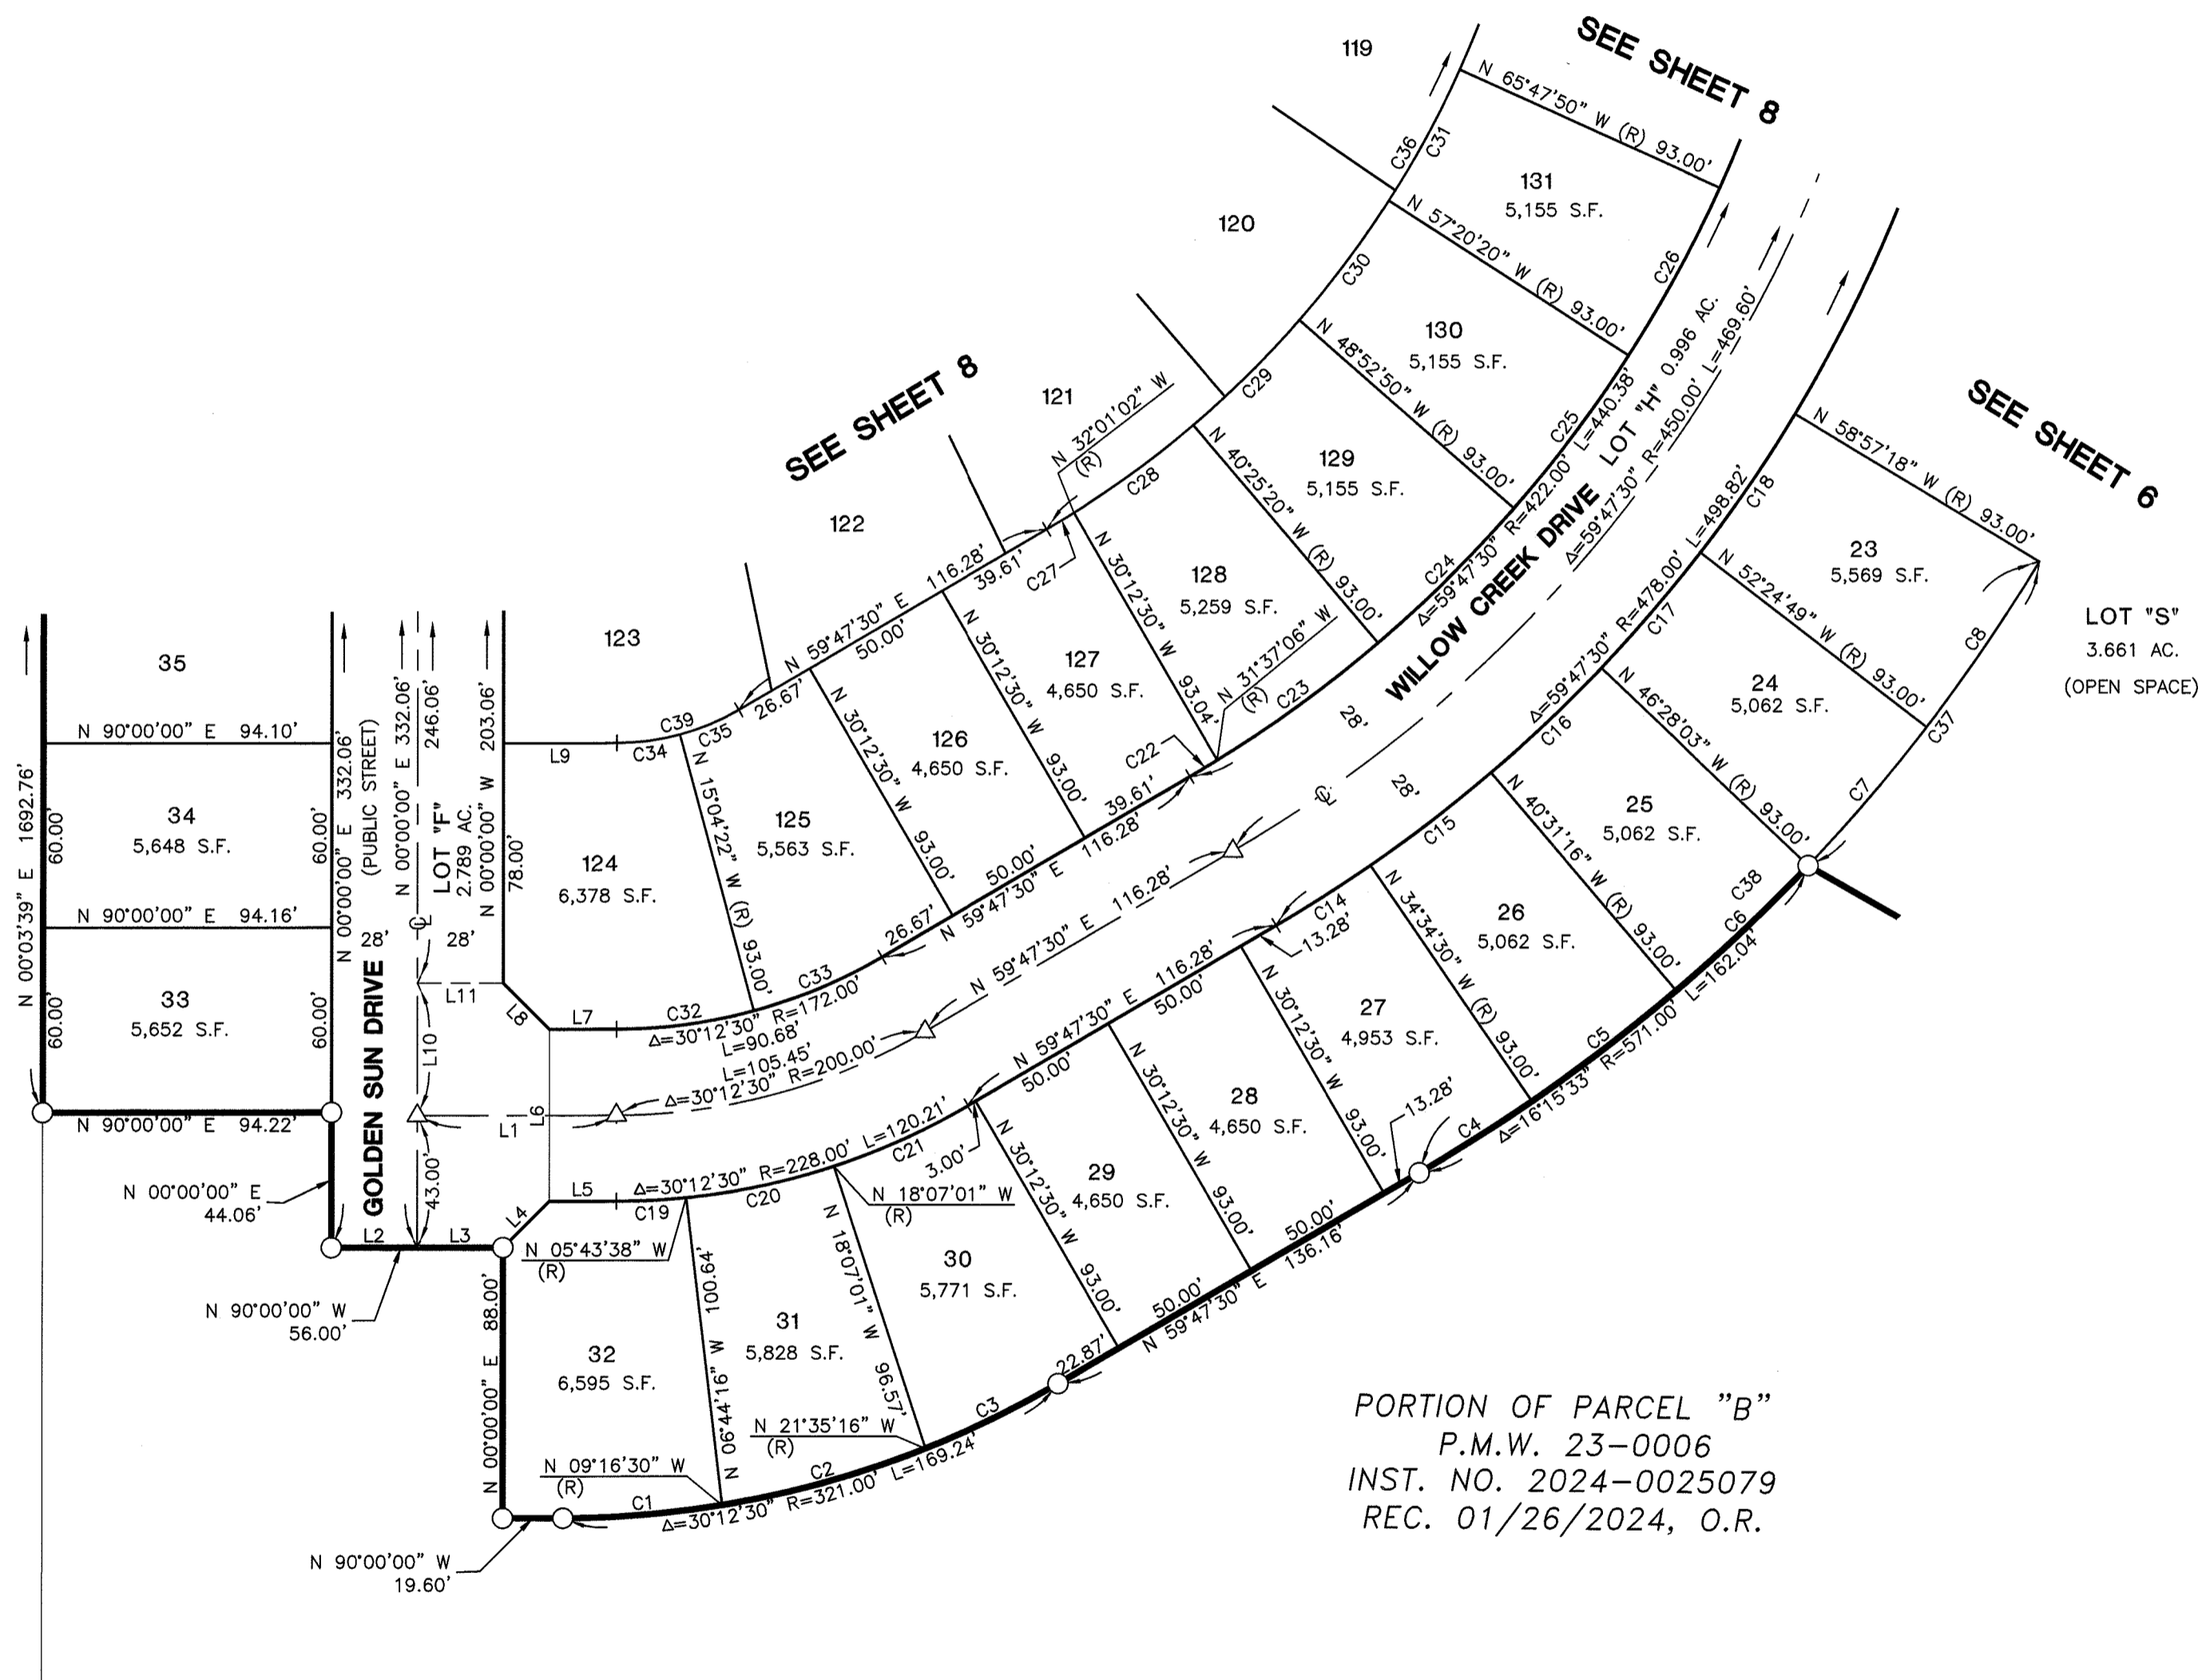 SEE SHEET 8
119
N 65°47'50" W (R) 93.00'
C36
C31
131
5,155 S.F.
120
N 57°20'20" W (R) 93.00'
C26
C30
130
5,155 S.F.
N 48°52'50" W (R) 93.00'
C25
SEE SHEET 8
121
N 32°01'02" W
(R)
C29
C28
N 40°25'20" W (R) 93.00'
129
5,155 S.F.
Δ=59°47'30" R=422.00' L=440.38'
WILLOW CREEK DRIVE LOT "H" 0.996 AC.
Δ=59°47'30" R=450.00' L=469.60'
Δ=59°47'30" R=478.00' L=498.82'
C18
SEE SHEET 6
N 58°57'18" W (R) 93.00'
23
5,569 S.F.
LOT "S"
3.661 AC.
(OPEN SPACE)
C8
C37
C7
N 52°24'49" W (R) 93.00'
C17
24
5,062 S.F.
N 46°28'03" W (R) 93.00'
C16
25
5,062 S.F.
N 40°31'16" W (R) 93.00'
C15
26
5,062 S.F.
C38
C6
C5
Δ=16°15'33" R=571.00' L=162.04'
N 34°34'30" W (R) 93.00'
C14
13.28'
27
4,953 S.F.
13.28'
C4
122
N 59°47'30" E 116.28'
39.61'
50.00'
26.67'
C27
N 30°12'30" W 93.04'
128
5,259 S.F.
N 31°37'06" W
(R)
C24
C23
C22
28'
28'
℄
N 30°12'30" W 93.00'
127
4,650 S.F.
39.61'
N 59°47'30" E 116.28'
50.00'
26.67'
N 30°12'30" W 93.00'
126
4,650 S.F.
123
C39
C35
C34
L9
N 15°04'22" W (R) 93.00'
125
5,563 S.F.
124
6,378 S.F.
C33
C32
Δ=30°12'30" R=172.00'
L=90.68'
L=105.45'
Δ=30°12'30" R=200.00'
N 59°47'30" E 116.28'
35
N 90°00'00" E 94.10'
N 00°03'39" E 1692.76'
60.00'
34
5,648 S.F.
60.00'
N 90°00'00" E 94.16'
60.00'
33
5,652 S.F.
60.00'
N 90°00'00" E 94.22'
N 00°00'00" E 332.06'
(PUBLIC STREET)
N 00°00'00" E 332.06'
246.06'
LOT "F"
2.789 AC.
N 00°00'00" W 203.06'
78.00'
28'
℄
28'
GOLDEN SUN DRIVE
L11
L10
L8
L7
L6
L1
43.00'
L5
L4
L3
L2
N 00°00'00" E
44.06'
N 90°00'00" W
56.00'
C19
C20
C21
Δ=30°12'30" R=228.00' L=120.21'
3.00'
N 05°43'38" W
(R)
N 18°07'01" W
(R)
N 59°47'30" E 116.28'
50.00'
50.00'
N 30°12'30" W 93.00'
N 30°12'30" W 93.00'
28
4,650 S.F.
N 30°12'30" W 93.00'
29
4,650 S.F.
N 18°07'01" W 96.57'
30
5,771 S.F.
N 06°44'16" W 100.64'
31
5,828 S.F.
32
6,595 S.F.
N 00°00'00" E 88.00'
N 21°35'16" W
(R)
N 09°16'30" W
(R)
C1
C2
C3
Δ=30°12'30" R=321.00' L=169.24'
22.87'
50.00'
50.00'
N 59°47'30" E 136.16'
N 90°00'00" W
19.60'
PORTION OF PARCEL "B"
P.M.W. 23-0006
INST. NO. 2024-0025079
REC. 01/26/2024, O.R.